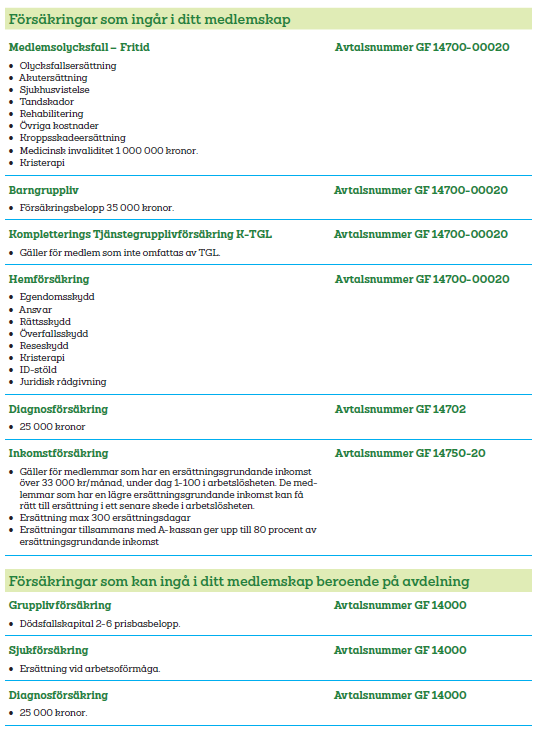 Försäkringar som ingår i ditt medlemskap
Medlemsolycksfall – Fritid Avtalsnummer GF 14700-00020
• Olycksfallsersättning
• Akutersättning
• Sjukhusvistelse
• Tandskador
• Rehabilitering
• Övriga kostnader
• Kroppsskadeersättning
• Medicinsk invaliditet 1 000 000 kronor.
• Kristerapi
Barngruppliv Avtalsnummer GF 14700-00020
• Försäkringsbelopp 35 000 kronor.
Kompletterings Tjänstegrupplivförsäkring K-TGL Avtalsnummer GF 14700-00020
• Gäller för medlem som inte omfattas av TGL.
Hemförsäkring Avtalsnummer GF 14700-00020
• Egendomsskydd
• Ansvar
• Rättsskydd
• Överfallsskydd
• Reseskydd
• Kristerapi
• ID-stöld
• Juridisk rådgivning
Diagnosförsäkring Avtalsnummer GF 14702
• 25 000 kronor
Inkomstförsäkring Avtalsnummer GF 14750-20
• Gäller för medlemmar som har en ersättningsgrundande inkomst
över 33 000 kr/månad, under dag 1-100 i arbetslösheten. De med-
lemmar som har en lägre ersättningsgrundande inkomst kan få
rätt till ersättning i ett senare skede i arbetslösheten.
• Ersättning max 300 ersättningsdagar
• Ersättningar tillsammans med A-kassan ger upp till 80 procent av
ersättningsgrundande inkomst
Försäkringar som kan ingå i ditt medlemskap beroende på avdelning
Grupplivförsäkring Avtalsnummer GF 14000
• Dödsfallskapital 2-6 prisbasbelopp.
Sjukförsäkring Avtalsnummer GF 14000
• Ersättning vid arbetsoförmåga.
Diagnosförsäkring Avtalsnummer GF 14000
• 25 000 kronor.